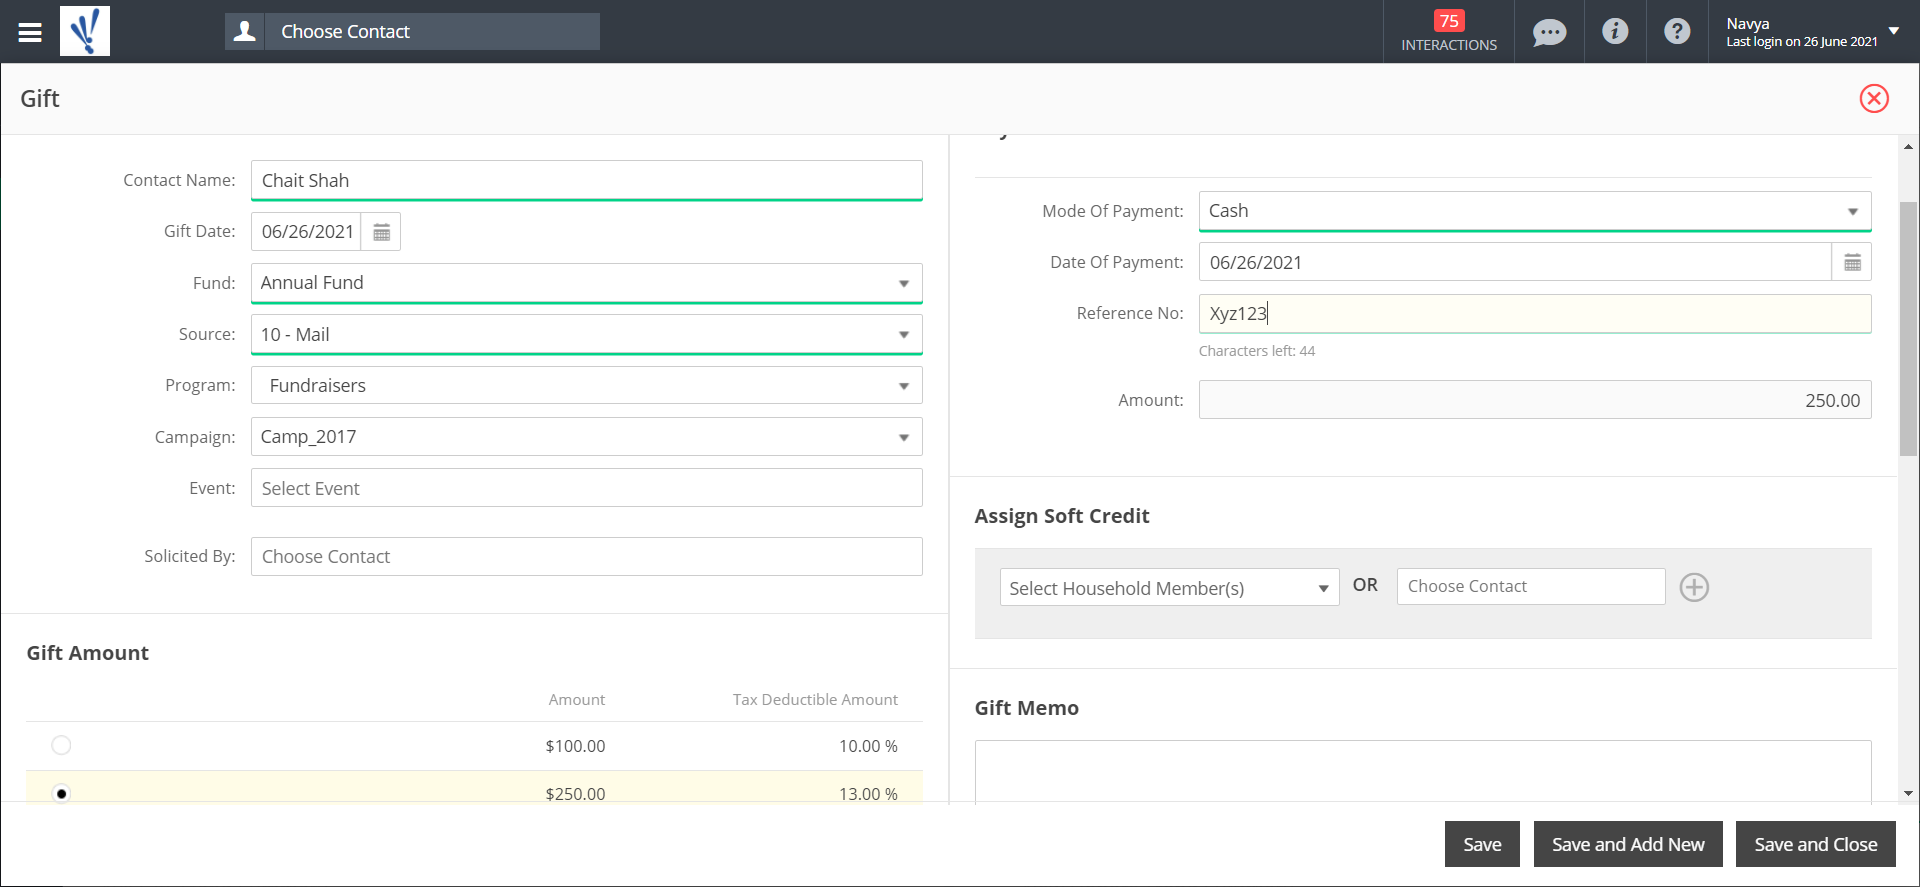 Choose Contact
75
INTERACTIONS
Navya
Last login on 26 June 2021
Gift
Contact Name: Chait Shah
Gift Date: 06/26/2021
Fund: Annual Fund
Source: 10 - Mail
Program: Fundraisers
Campaign: Camp_2017
Event: Select Event
Solicited By: Choose Contact
Gift Amount
Amount Tax Deductible Amount
$100.00 10.00 %
$250.00 13.00 %
Mode Of Payment: Cash
Date Of Payment: 06/26/2021
Reference No: Xyz123
Characters left: 44
Amount: 250.00
Assign Soft Credit
Select Household Member(s) OR Choose Contact
Gift Memo
Save Save and Add New Save and Close